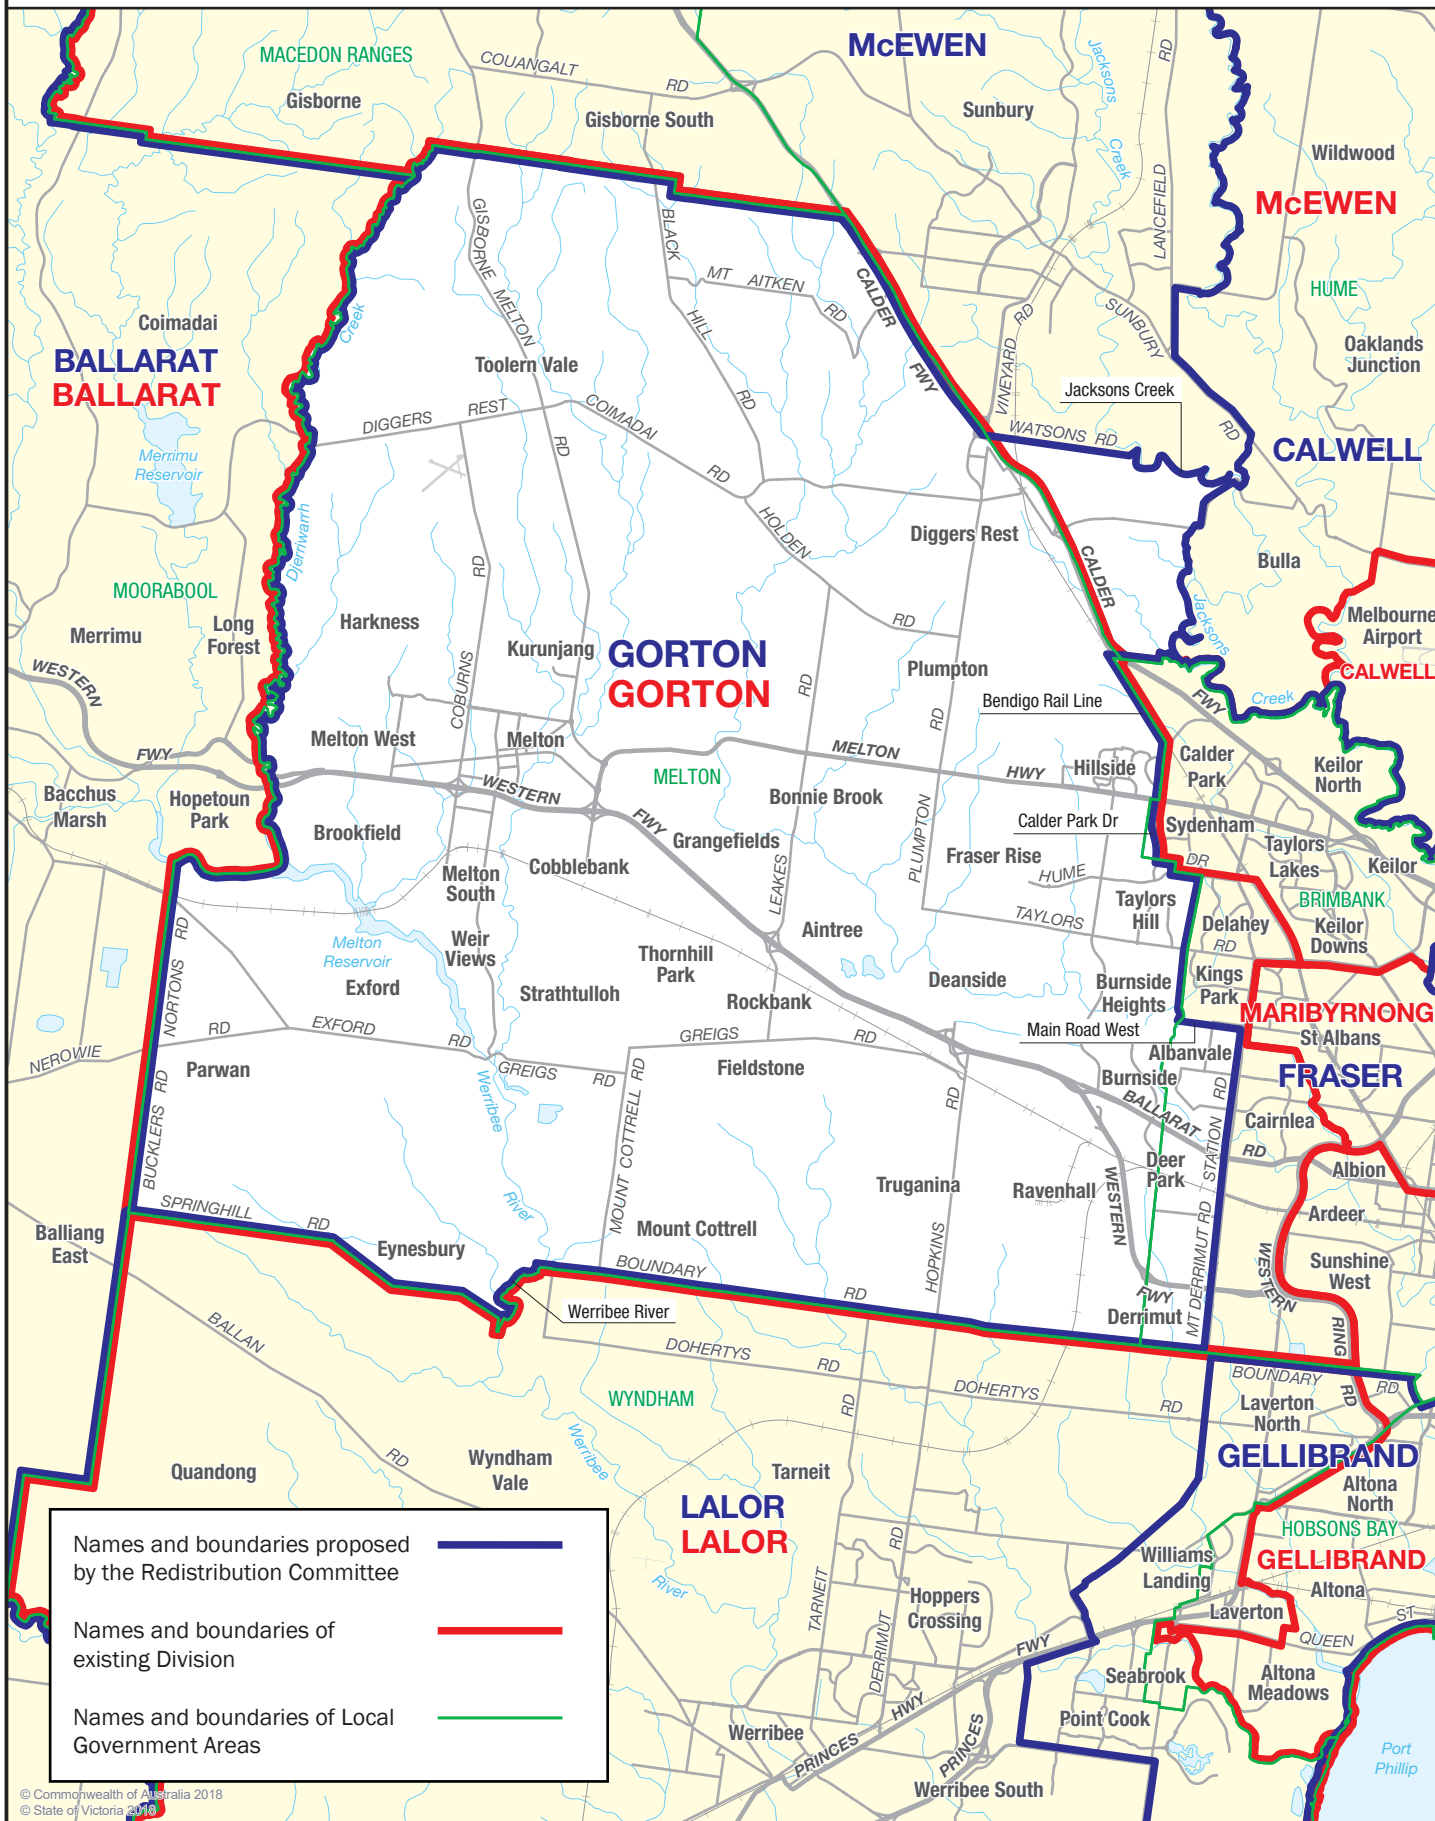 MACEDON RANGES
COUANGALT
RD
McEWEN
Jacksons
Creek
RD
Gisborne
Gisborne South
Sunbury
Wildwood
McEWEN
LANCEFIELD
GISBORNE MELTON
RD
BLACK
HILL
RD
MT AITKEN
RD
CALDER
FWY
VINEYARD RD
SUNBURY
RD
HUME
Oaklands
Junction
Coimadai
BALLARAT
BALLARAT
Creek
Toolern Vale
Jacksons Creek
DIGGERS REST
COIMADAI
RD
WATSONS RD
CALWELL
Merrimu
Reservoir
Djerriwarrh
HOLDEN
RD
Diggers Rest
CALDER
FWY
Bulla
MOORABOOL
Merrimu
Long
Forest
Harkness
Kurunjang
COBURNS
RD
GORTON
GORTON
Plumpton
Jacksons
Creek
Melbourne
Airport
CALWELL
WESTERN
FWY
Bendigo Rail Line
LEAKES
RD
PLUMPTON
RD
Melton West
Melton
MELTON
MELTON
HWY
Hillside
Calder
Park
Keilor
North
Bacchus
Marsh
Hopetoun
Park
WESTERN
FWY
Bonnie Brook
Calder Park Dr
Sydenham
Brookfield
Grangefields
Taylors
Lakes
Melton
South
Cobblebank
Fraser Rise
HUME
DR
Keilor
TAYLORS
RD
Taylors
Hill
BRIMBANK
Delahey
Keilor
Downs
Aintree
NORTONS RD
Melton
Reservoir
Weir
Views
Thornhill
Park
Exford
Strathtulloh
Rockbank
Deanside
Burnside
Heights
Kings
Park
MARIBYRNONG
St Albans
Main Road West
EXFORD
RD
RD
GREIGS
RD
GREIGS
RD
NEROWIE
Parwan
Fieldstone
Albanvale
FRASER
Burnside
BALLARAT
RD
Cairnlea
BUCKLERS RD
Werribee
River
MOUNT COTTRELL RD
HOPKINS
RD
STATION RD
Deer
Park
Albion
Truganina
Ravenhall
WESTERN
FWY
Ardeer
SPRINGHILL
RD
Balliang
East
Mount Cottrell
Eynesbury
BOUNDARY
RD
MT DERRIMUT RD
WESTERN
RING
RD
Sunshine
West
Werribee River
Derrimut
BALLAN
RD
DOHERTYS
RD
DOHERTYS
RD
BOUNDARY
RD
WYNDHAM
Laverton
North
GELLIBRAND
Quandong
Wyndham
Vale
Werribee
River
Tarneit
Altona
North
LALOR
LALOR
HOBSONS BAY
GELLIBRAND
TARNEIT
RD
DERRIMUT
RD
Williams
Landing
Altona
Hoppers
Crossing
Laverton
FWY
QUEEN
ST
Seabrook
Altona
Meadows
Point Cook
Werribee
PRINCES HWY
PRINCES
Werribee South
Port
Phillip
Names and boundaries proposed
by the Redistribution Committee
Names and boundaries of
existing Division
Names and boundaries of Local
Government Areas
© Commonwealth of Australia 2018
© State of Victoria 2018